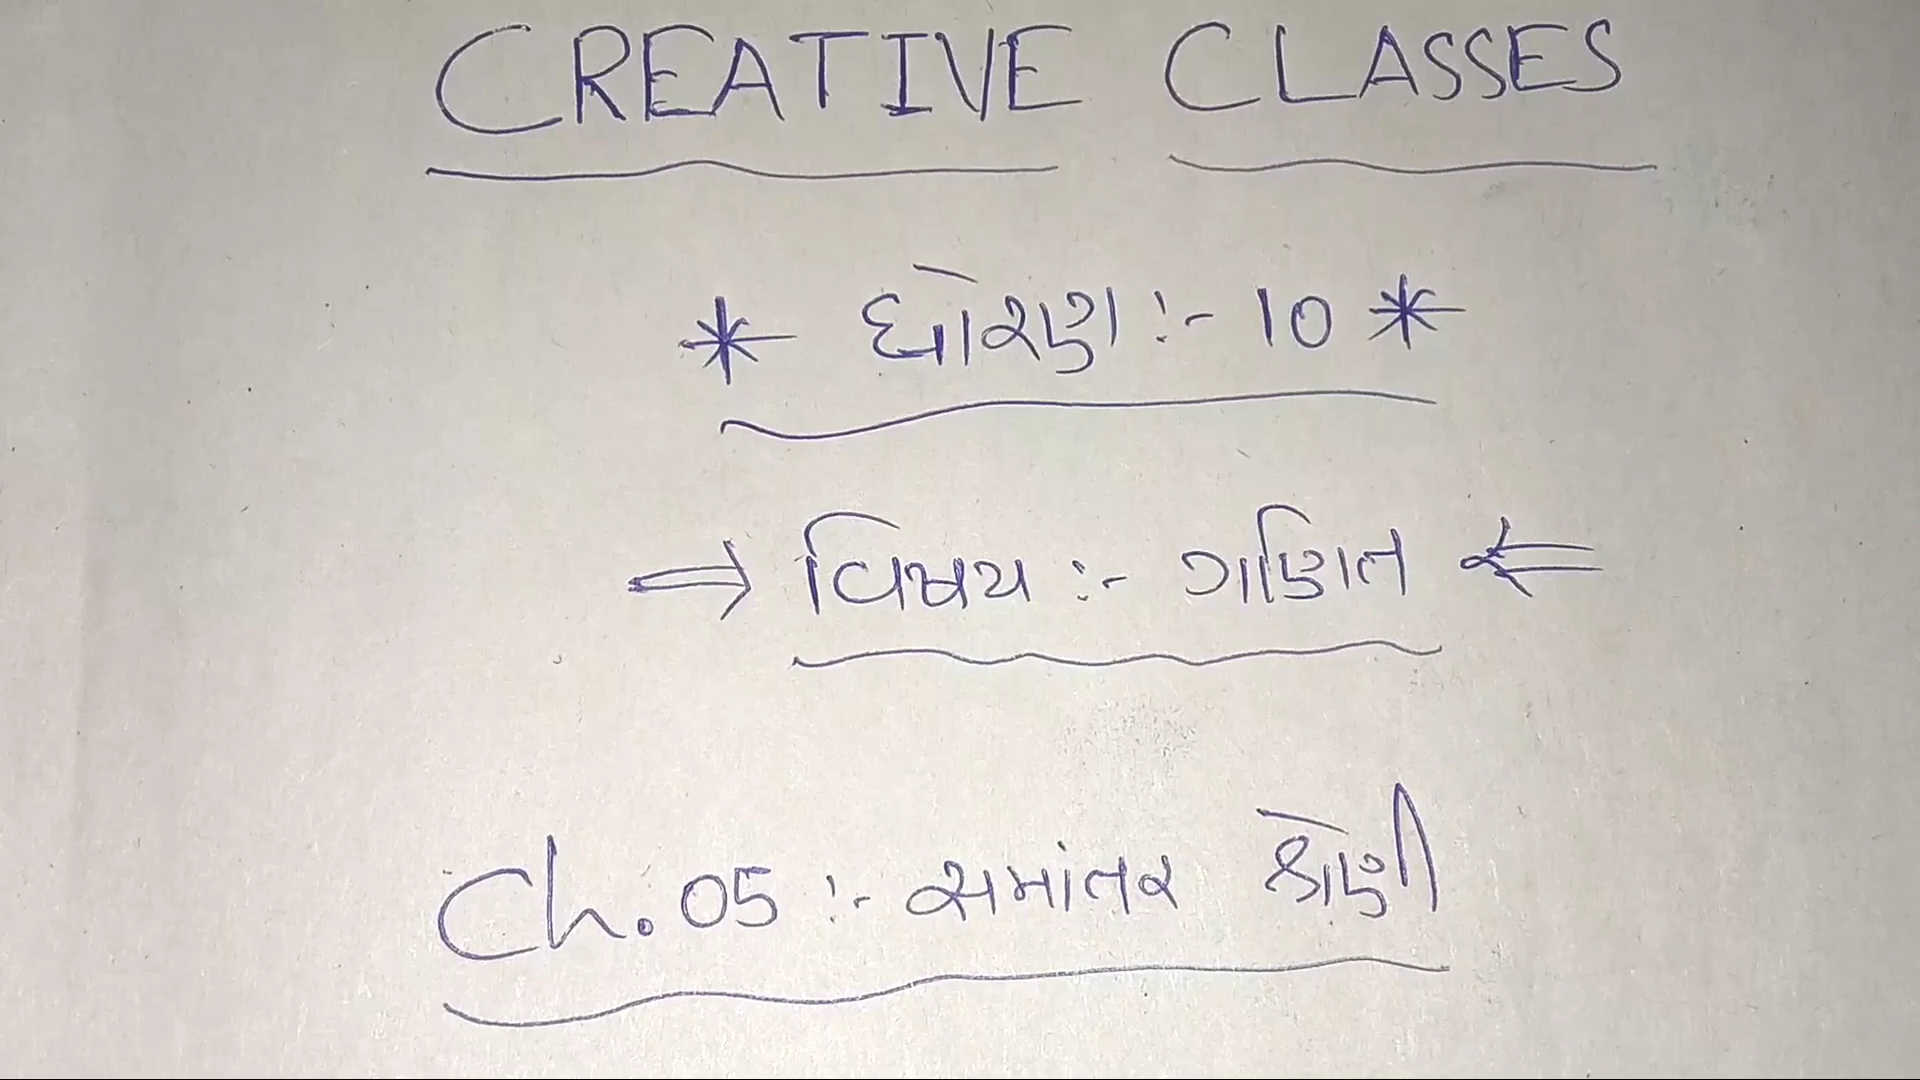 CREATIVE CLASSES
* ધોરણ :- 10 *
⇒ વિષય :- ગણિત ⇐
Ch. 05 :- સમાંતર શ્રેણી